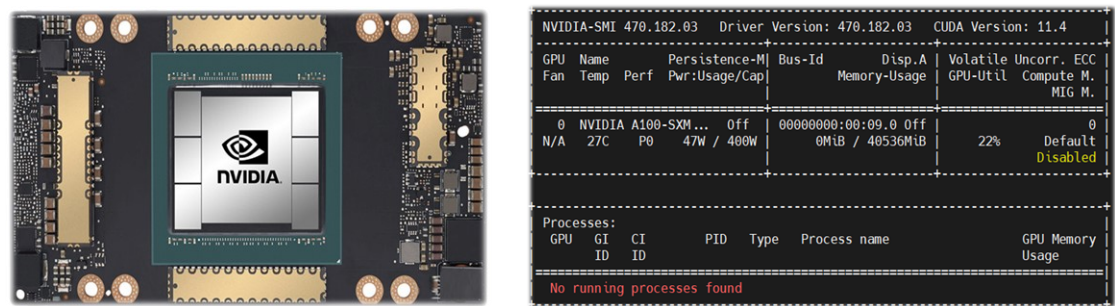 NVIDIA.
NVIDIA-SMI 470.182.03 Driver Version: 470.182.03 CUDA Version: 11.4
GPU Name Persistence-M| Bus-Id Disp.A | Volatile Uncorr. ECC
Fan Temp Perf Pwr:Usage/Cap| Memory-Usage | GPU-Util Compute M.
MIG M.
0 NVIDIA A100-SXM... Off | 00000000:00:09.0 Off | 0
N/A 27C P0 47W / 400W | 0MiB / 40536MiB | 22% Default
Disabled
Processes:
GPU GI CI PID Type Process name GPU Memory
ID ID Usage
No running processes found